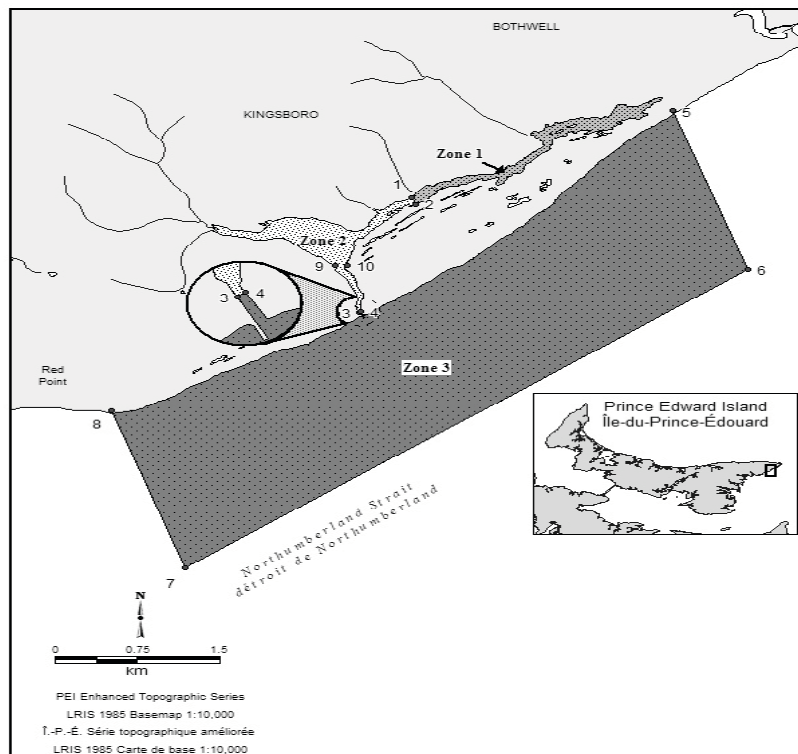 BOTHWELL
KINGSBORO
5
Zone 1
1
2
Zone 2
9 10
6
3 4
3 4
Zone 3
Red
Point
8
Prince Edward Island
Île-du-Prince-Édouard
Northumberland Strait
détroit de Northumberland
7
N
0 0.75 1.5
km
PEI Enhanced Topographic Series
LRIS 1985 Basemap 1:10,000
Î.-P.-É. Série topographique améliorée
LRIS 1985 Carte de base 1:10,000